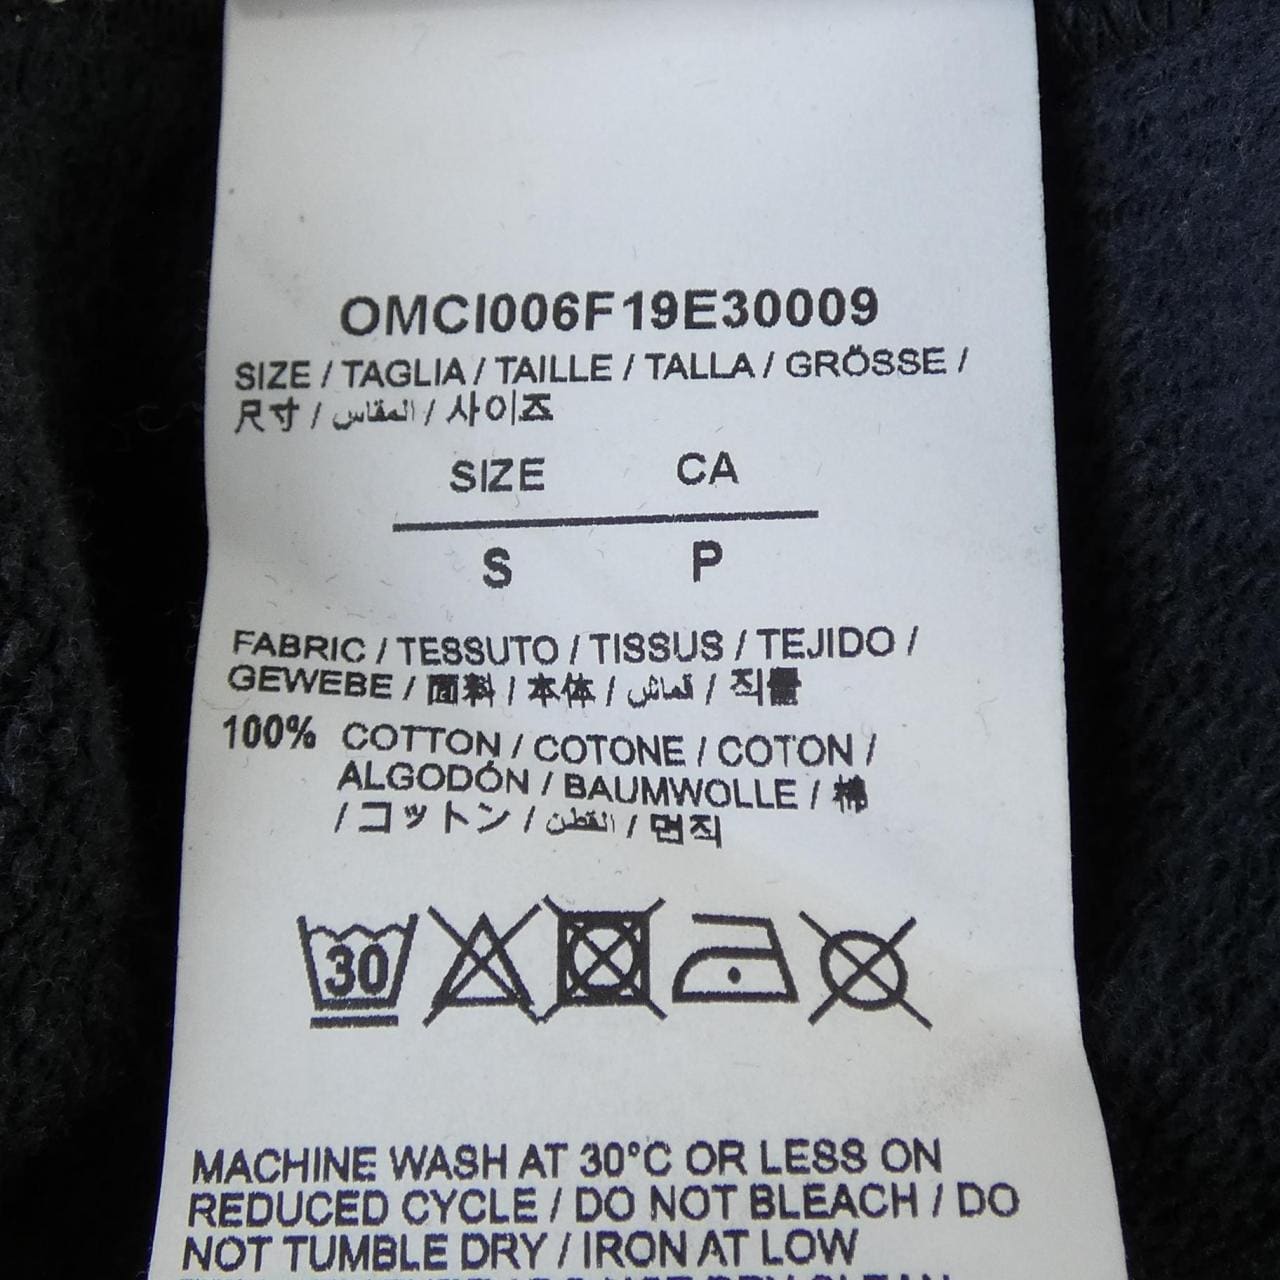 OMCI006F19E30009
SIZE / TAGLIA / TAILLE / TALLA / GRÖSSE /
尺寸 / المقاس / 사이즈
SIZE CA
S P
FABRIC / TESSUTO / TISSUS / TEJIDO /
GEWEBE / 面料 / 本体 / قماش / 직물
100% COTTON / COTONE / COTON /
ALGODÓN / BAUMWOLLE / 棉
/ コットン / القطن / 면직
30
MACHINE WASH AT 30°C OR LESS ON
REDUCED CYCLE / DO NOT BLEACH / DO
NOT TUMBLE DRY / IRON AT LOW
NOT DRY CLEAN